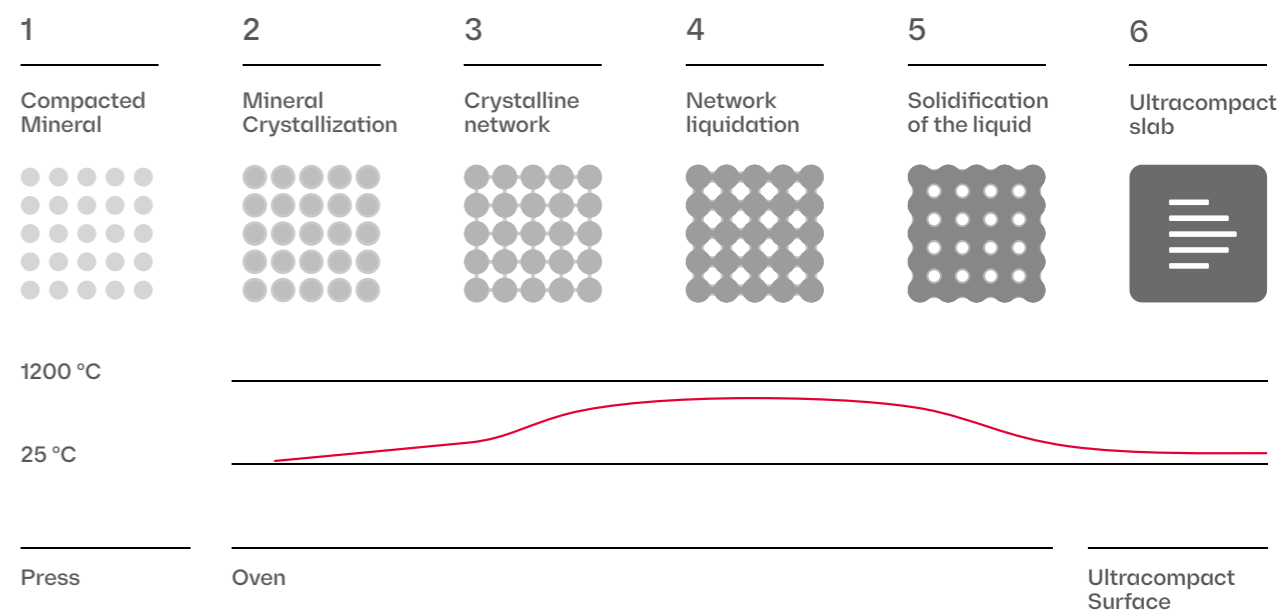 1
2
3
4
5
6
Compacted
Mineral
Mineral
Crystallization
Crystalline
network
Network
liquidation
Solidification
of the liquid
Ultracompact
slab
1200 °C
25 °C
Press
Oven
Ultracompact
Surface